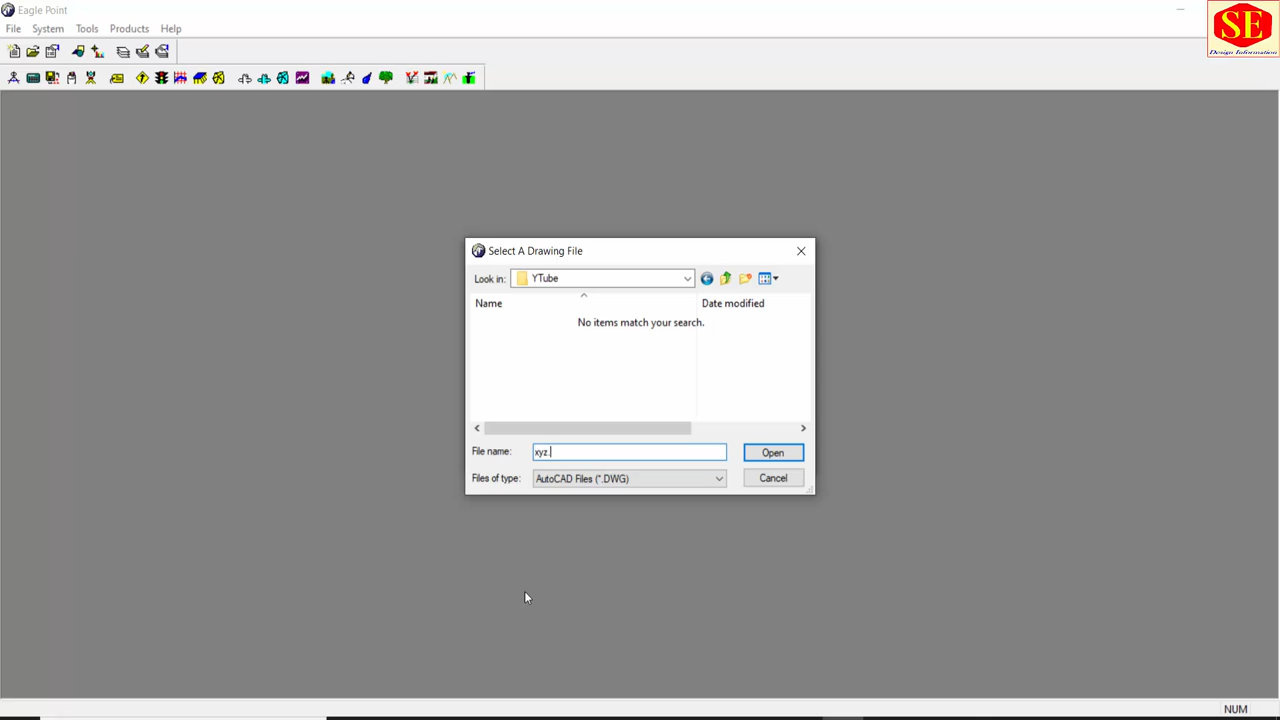 Eagle Point
File System Tools Products Help
SE
Design Information
Select A Drawing File
Look in: YTube
Name Date modified
No items match your search.
File name: xyz. Open
Files of type: AutoCAD Files (*.DWG) Cancel
NUM